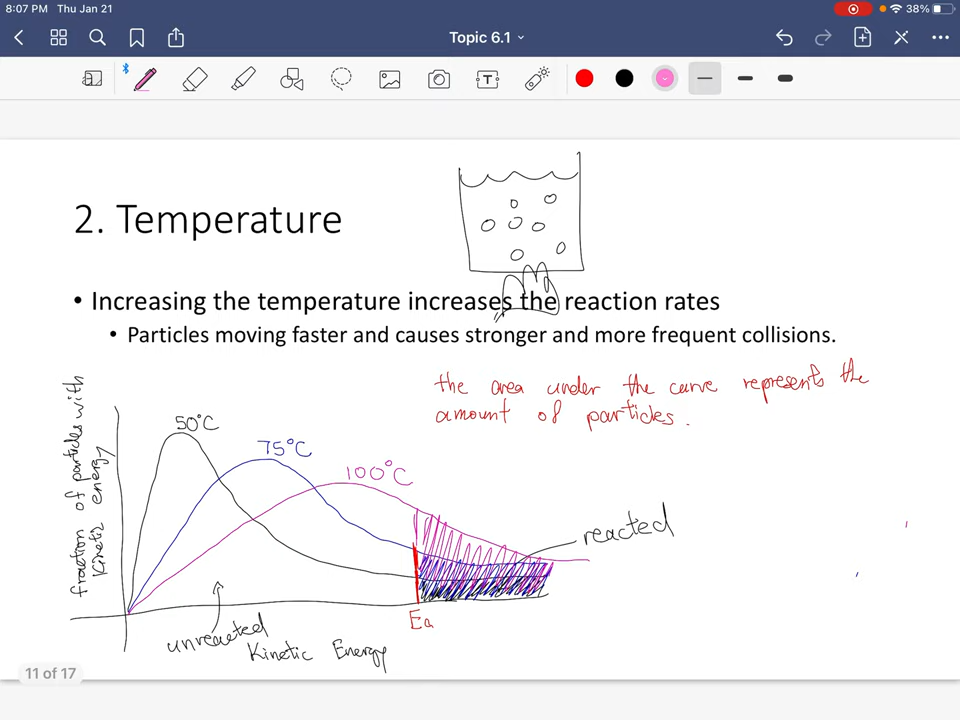 8:07 PM Thu Jan 21
38%
Topic 6.1
T
2. Temperature
• Increasing the temperature increases the reaction rates
• Particles moving faster and causes stronger and more frequent collisions.
the area under the curve represents the
amount of particles.
fraction of particles with
Kinetic energy
50°C
75°C
100°C
reacted
Ea
unreacted
Kinetic Energy
11 of 17